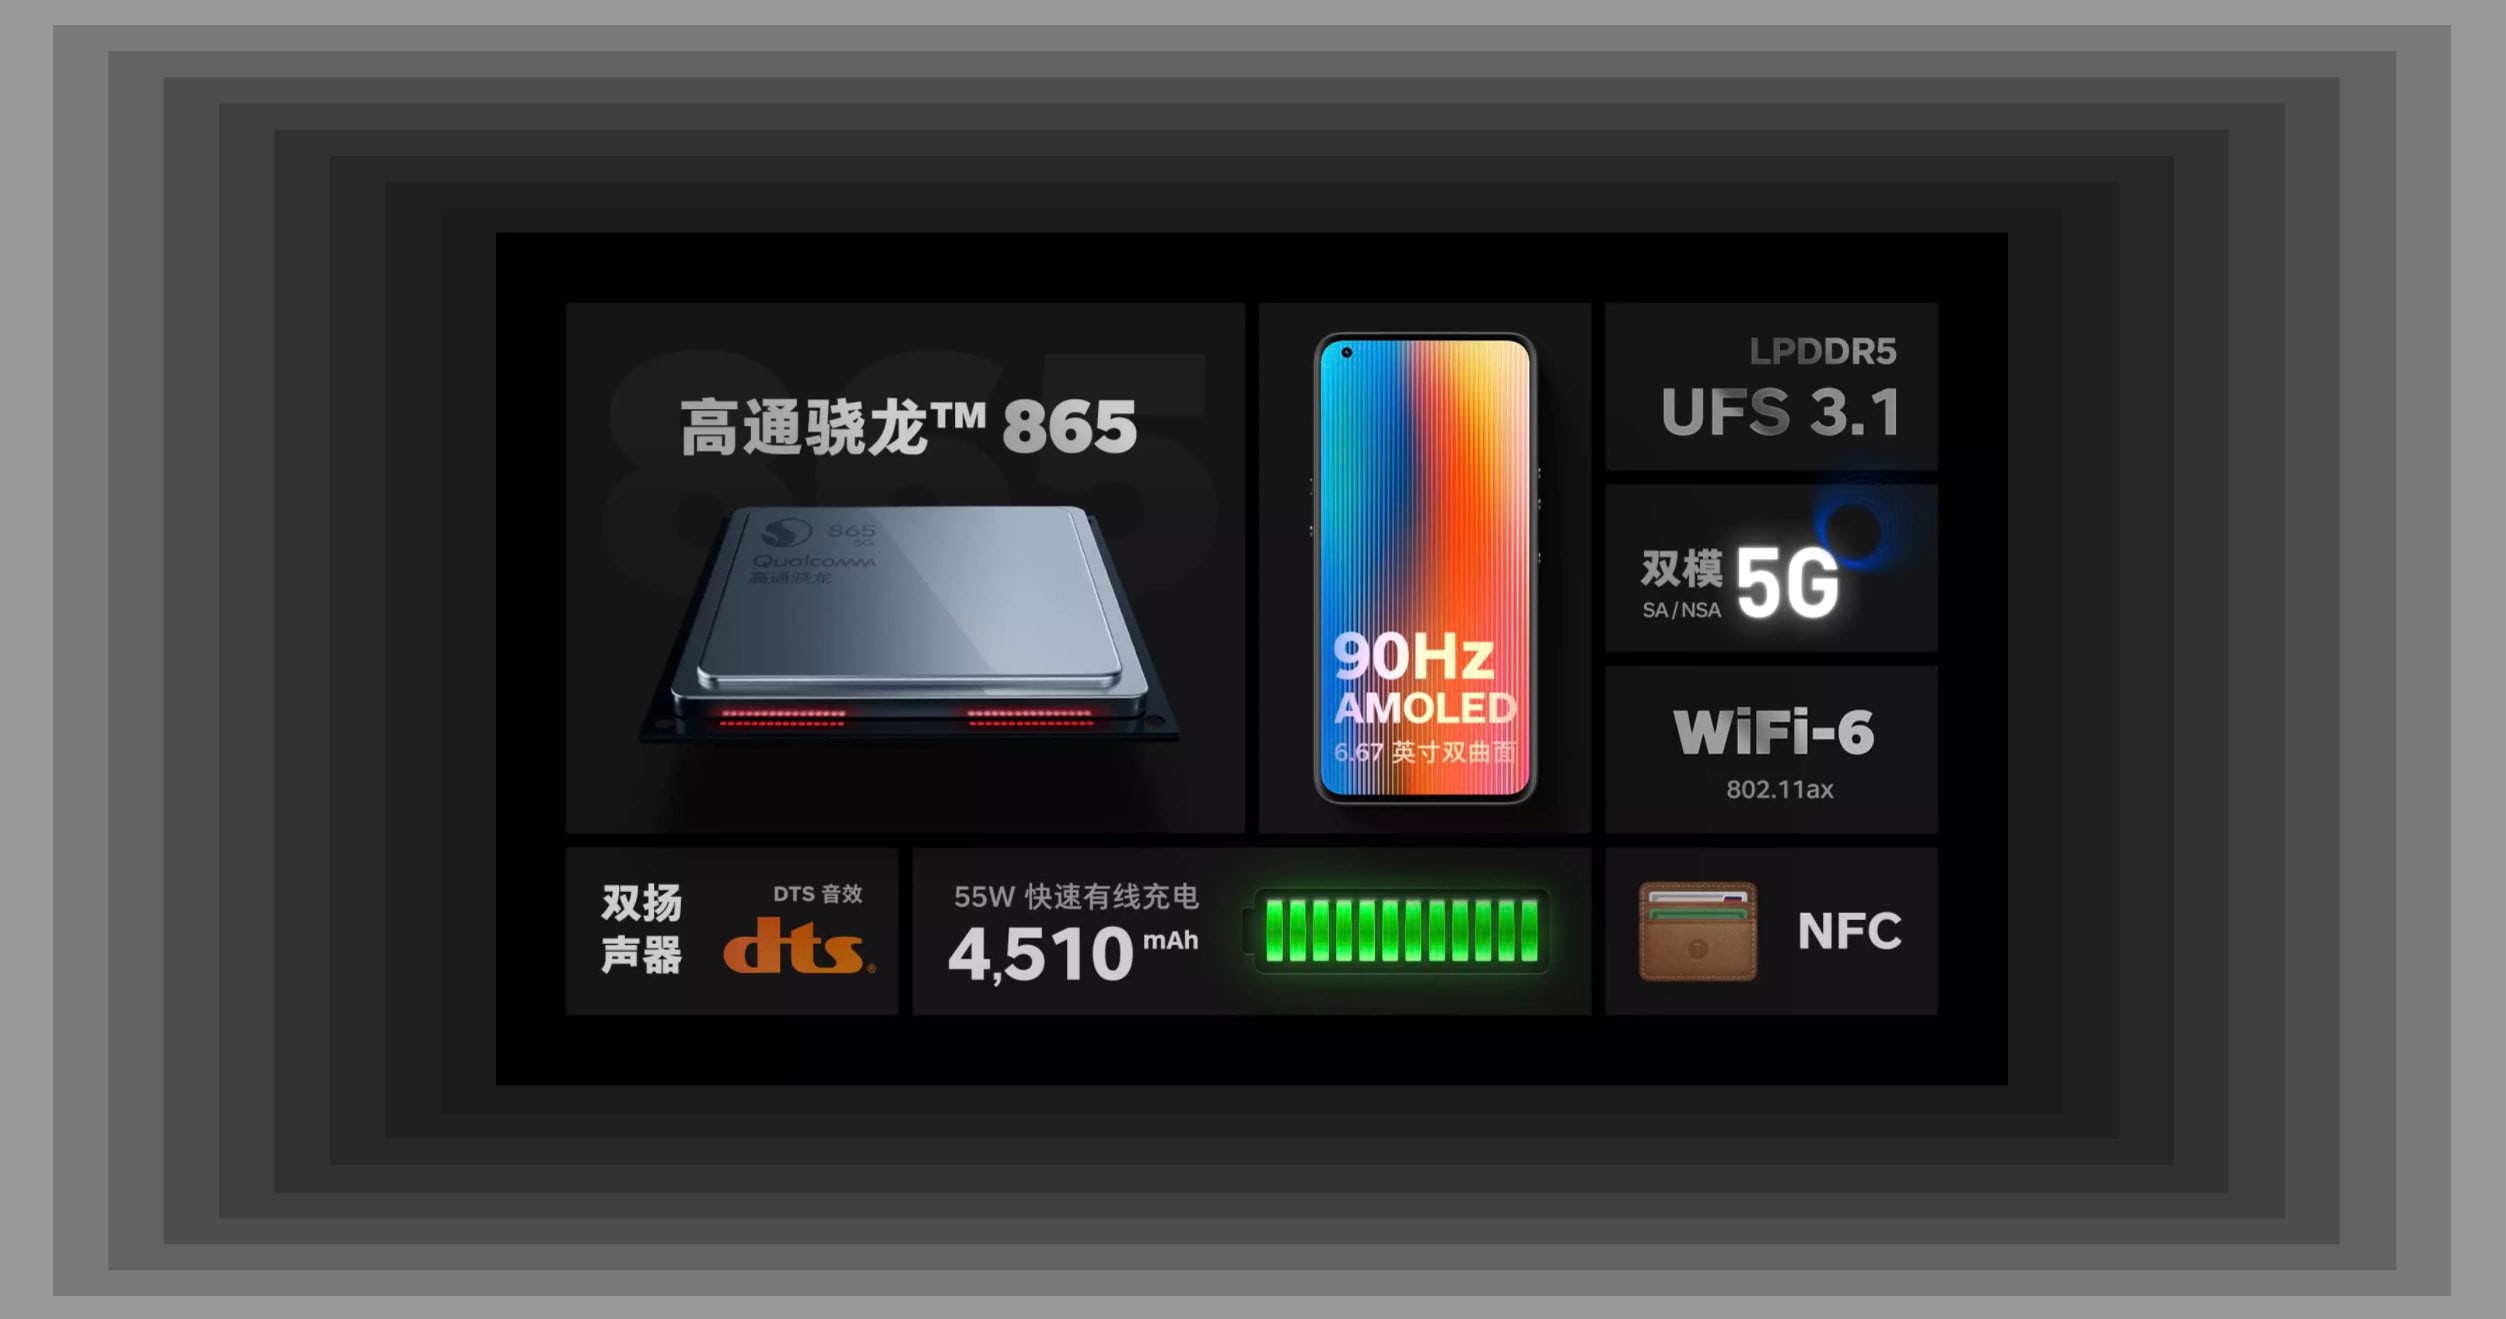 高通骁龙™ 865
865
5G
Qualcomm
高通骁龙
90Hz
AMOLED
6.67 英寸双曲面
LPDDR5
UFS 3.1
双模
SA/NSA
5G
WiFi-6
802.11ax
双扬
声器
DTS 音效
dts®
55W 快速有线充电
4,510 mAh
NFC